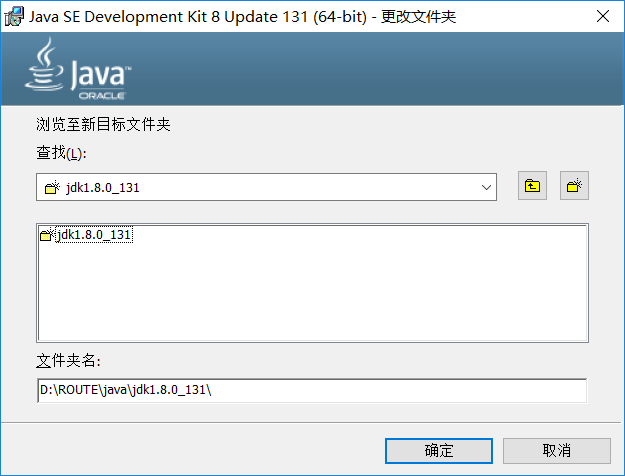 Java SE Development Kit 8 Update 131 (64-bit) - 更改文件夹
Java™
ORACLE
浏览至新目标文件夹
查找(L):
jdk1.8.0_131
jdk1.8.0_131
文件夹名:
D:\ROUTE\java\jdk1.8.0_131\
确定 取消